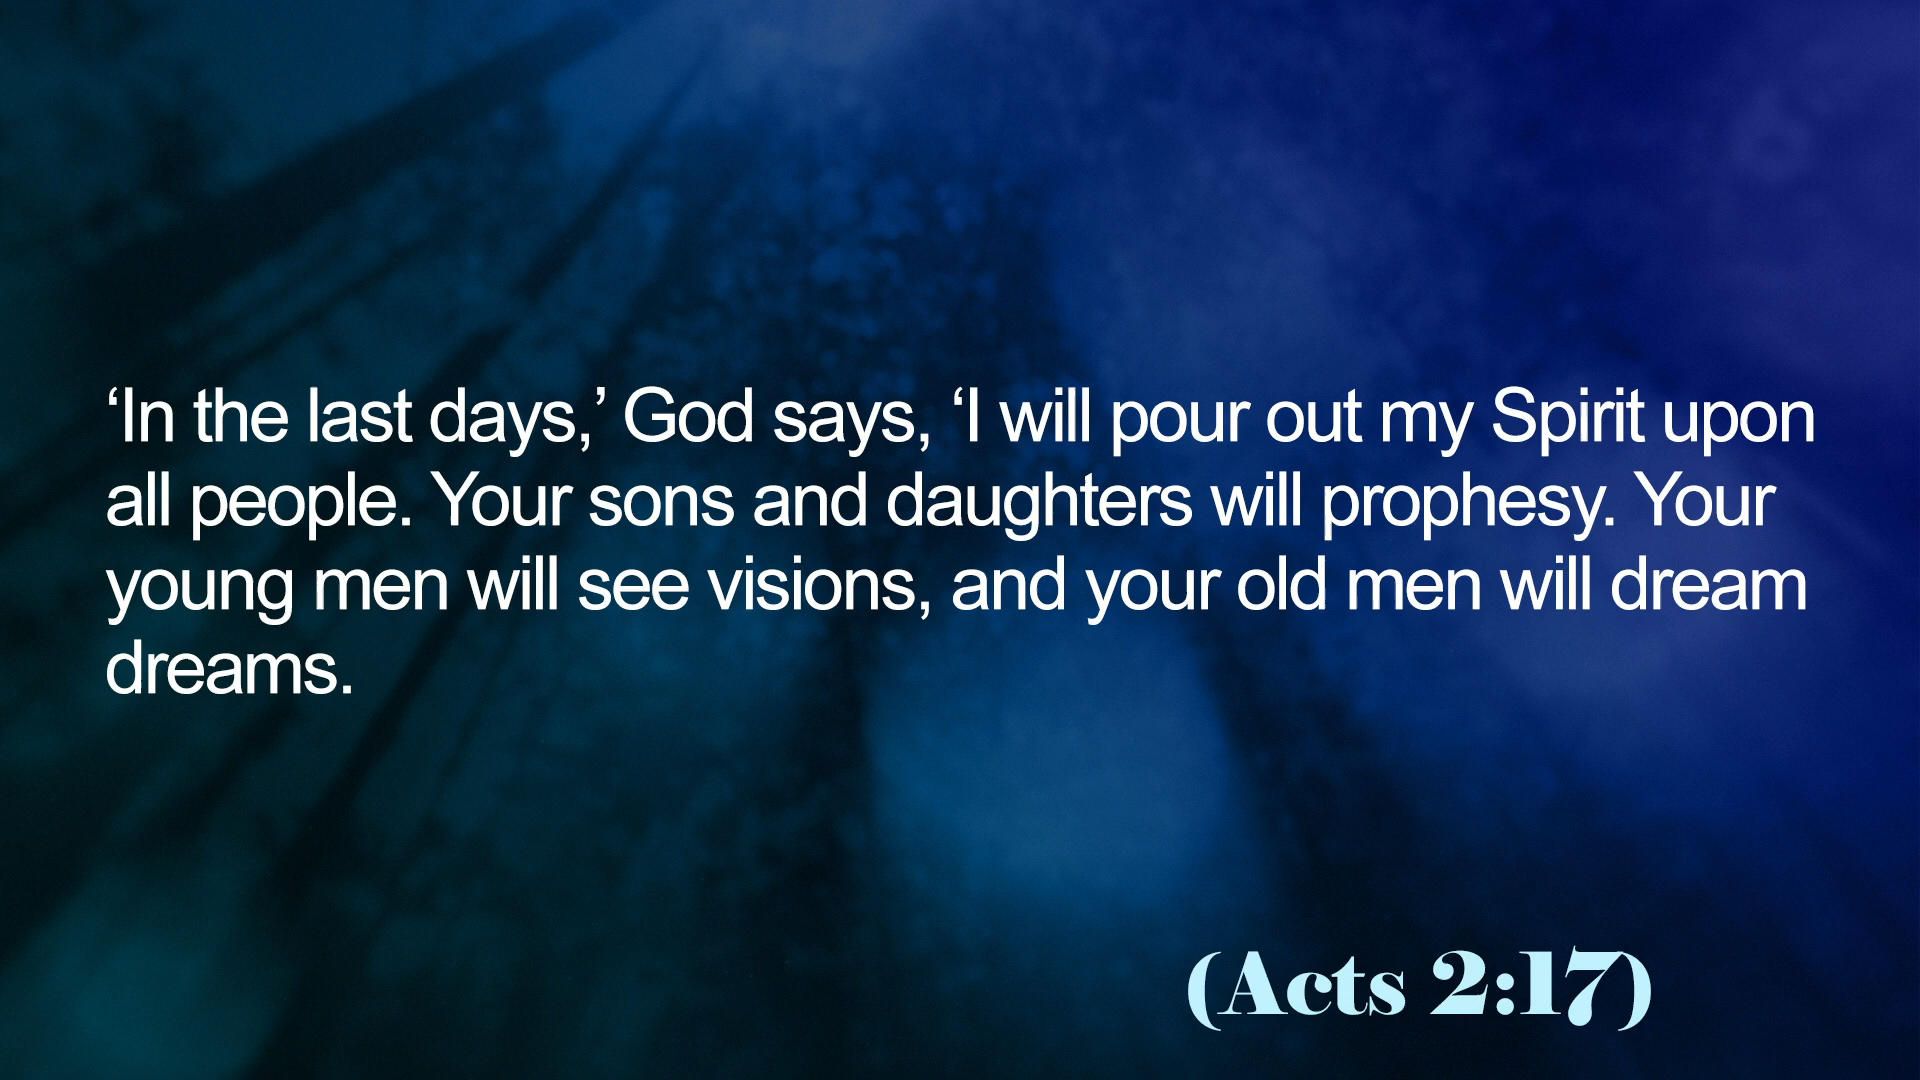 ‘In the last days,’ God says, ‘I will pour out my Spirit upon
all people. Your sons and daughters will prophesy. Your
young men will see visions, and your old men will dream
dreams.
(Acts 2:17)